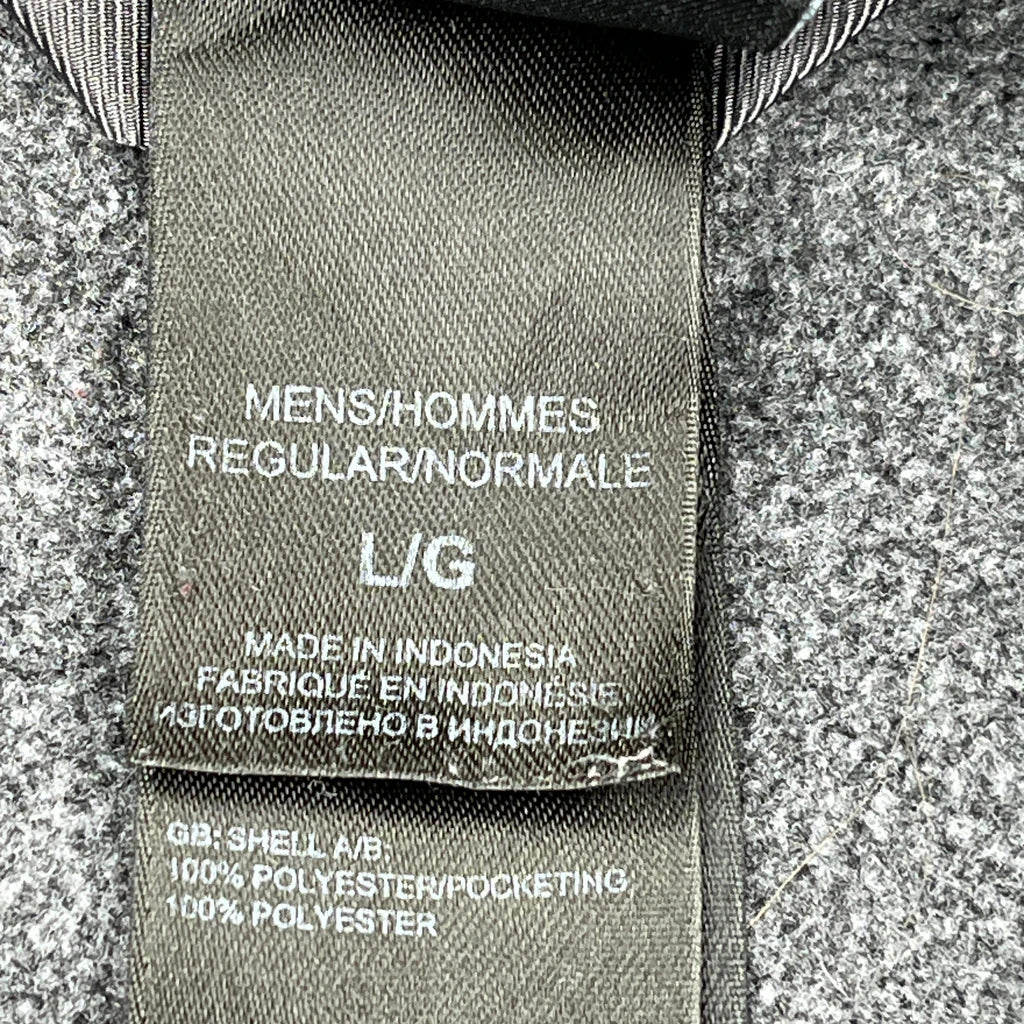 MENS/HOMMES
REGULAR/NORMALE
L/G
MADE IN INDONESIA
FABRIQUÉ EN INDONÉSIE
ИЗГОТОВЛЕНО В ИНДОНЕЗИИ
GB: SHELL A/B:
100% POLYESTER/POCKETING:
100% POLYESTER